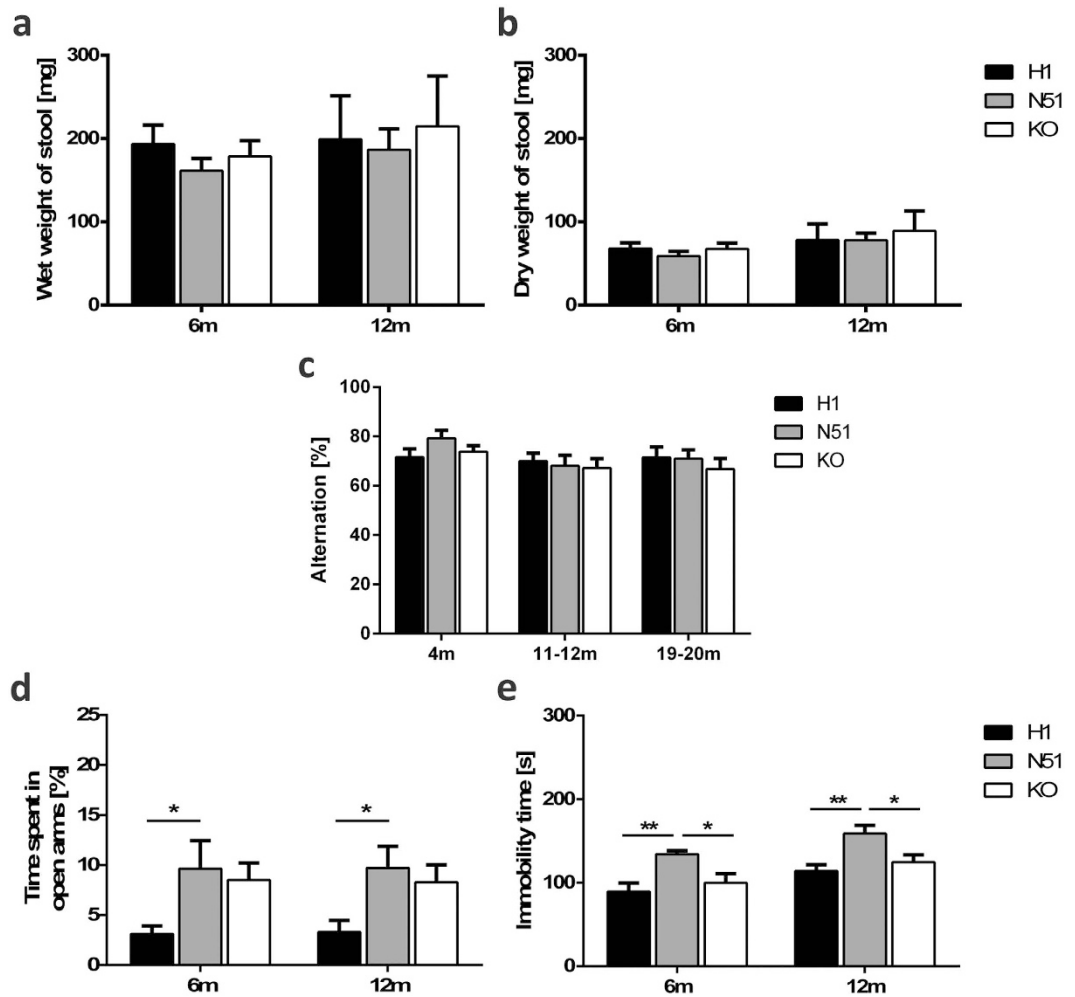 a
Wet weight of stool [mg]
300
200
100
0
6m
12m
b
Dry weight of stool [mg]
300
200
100
0
6m
12m
H1
N51
KO
c
Alternation [%]
100
80
60
40
20
0
4m
11-12m
19-20m
H1
N51
KO
d
Time spent in
open arms [%]
25
20
15
10
5
0
*
*
6m
12m
e
Immobility time [s]
300
200
100
0
**
*
**
*
6m
12m
H1
N51
KO